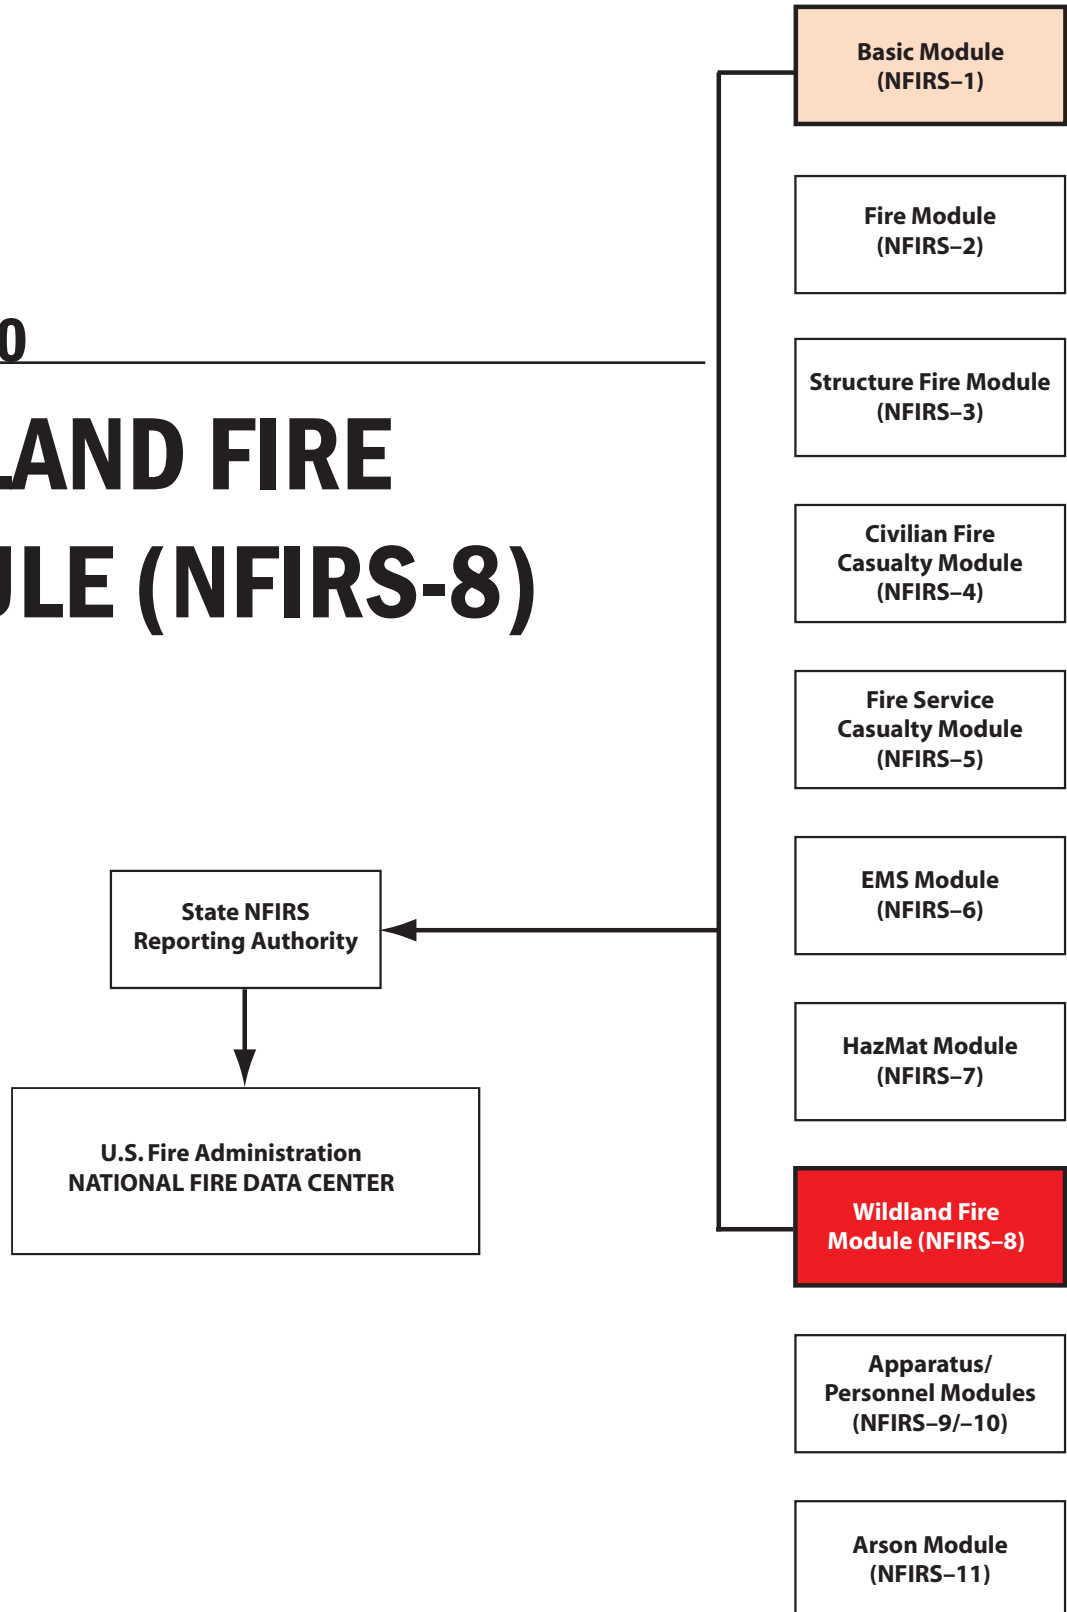 Basic Module
(NFIRS–1)
Fire Module
(NFIRS–2)
0
Structure Fire Module
(NFIRS–3)
LAND FIRE
ULE (NFIRS-8)
Civilian Fire
Casualty Module
(NFIRS–4)
Fire Service
Casualty Module
(NFIRS–5)
State NFIRS
Reporting Authority
EMS Module
(NFIRS–6)
HazMat Module
(NFIRS–7)
U.S. Fire Administration
NATIONAL FIRE DATA CENTER
Wildland Fire
Module (NFIRS–8)
Apparatus/
Personnel Modules
(NFIRS–9/–10)
Arson Module
(NFIRS–11)